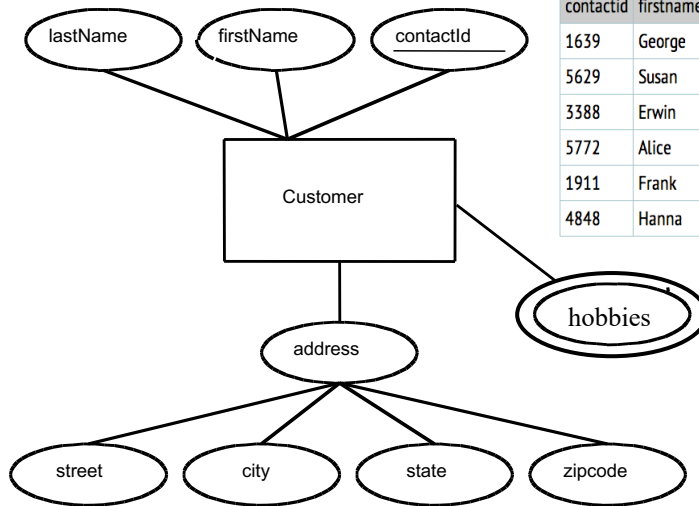 lastName
firstName
contactId
Customer
address
hobbies
street
city
state
zipcode
contactid firstname
1639 George
5629 Susan
3388 Erwin
5772 Alice
1911 Frank
4848 Hanna